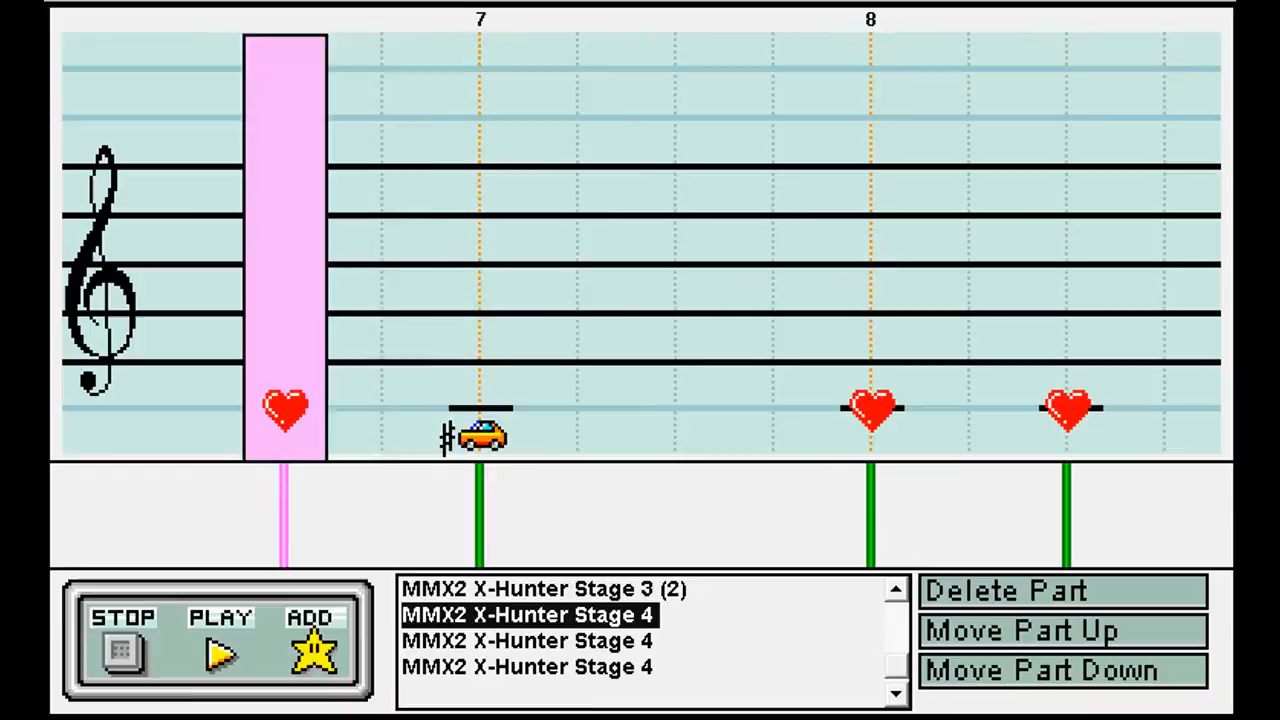 7 8
STOP PLAY ADD
MMX2 X-Hunter Stage 3 (2)
MMX2 X-Hunter Stage 4
MMX2 X-Hunter Stage 4
MMX2 X-Hunter Stage 4
Delete Part
Move Part Up
Move Part Down